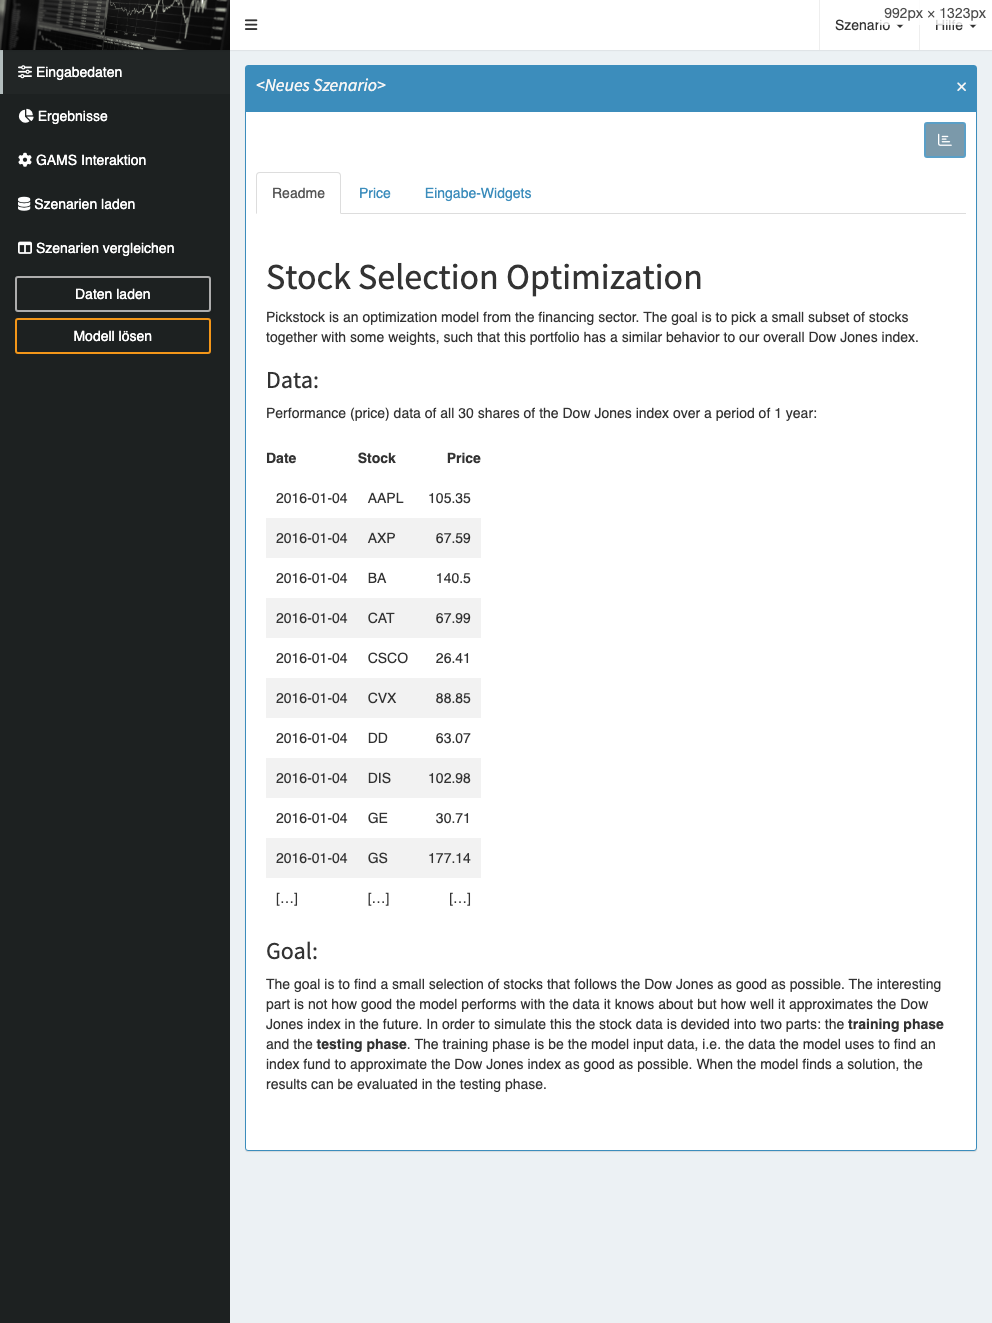 992px × 1323px
Szenario
Hilfe
Eingabedaten
Ergebnisse
GAMS Interaktion
Szenarien laden
Szenarien vergleichen
Daten laden
Modell lösen
<Neues Szenario>
×
Readme Price Eingabe-Widgets
Stock Selection Optimization
Pickstock is an optimization model from the financing sector. The goal is to pick a small subset of stocks
together with some weights, such that this portfolio has a similar behavior to our overall Dow Jones index.
Data:
Performance (price) data of all 30 shares of the Dow Jones index over a period of 1 year:
Date Stock Price
2016-01-04 AAPL 105.35
2016-01-04 AXP 67.59
2016-01-04 BA 140.5
2016-01-04 CAT 67.99
2016-01-04 CSCO 26.41
2016-01-04 CVX 88.85
2016-01-04 DD 63.07
2016-01-04 DIS 102.98
2016-01-04 GE 30.71
2016-01-04 GS 177.14
[…] […] […]
Goal:
The goal is to find a small selection of stocks that follows the Dow Jones as good as possible. The interesting
part is not how good the model performs with the data it knows about but how well it approximates the Dow
Jones index in the future. In order to simulate this the stock data is devided into two parts: the training phase
and the testing phase. The training phase is be the model input data, i.e. the data the model uses to find an
index fund to approximate the Dow Jones index as good as possible. When the model finds a solution, the
results can be evaluated in the testing phase.